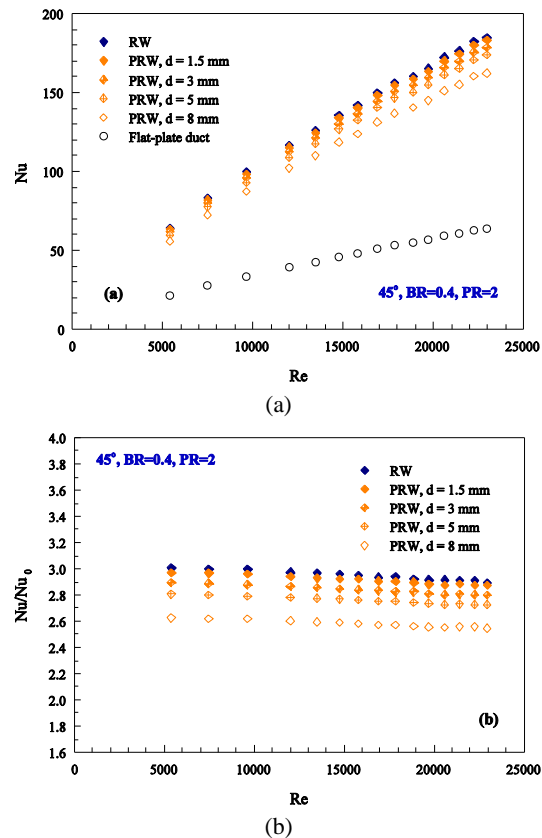 (a)
200
150
100
50
0
Nu
RW
PRW, d = 1.5 mm
PRW, d = 3 mm
PRW, d = 5 mm
PRW, d = 8 mm
Flat-plate duct
(a)
45°, BR=0.4, PR=2
0 5000 10000 15000 20000 25000
Re
(a)
(b)
4.0
3.8
3.6
3.4
3.2
3.0
2.8
2.6
2.4
2.2
2.0
1.8
1.6
Nu/Nu₀
45°, BR=0.4, PR=2
RW
PRW, d = 1.5 mm
PRW, d = 3 mm
PRW, d = 5 mm
PRW, d = 8 mm
(b)
0 5000 10000 15000 20000 25000
Re
(b)